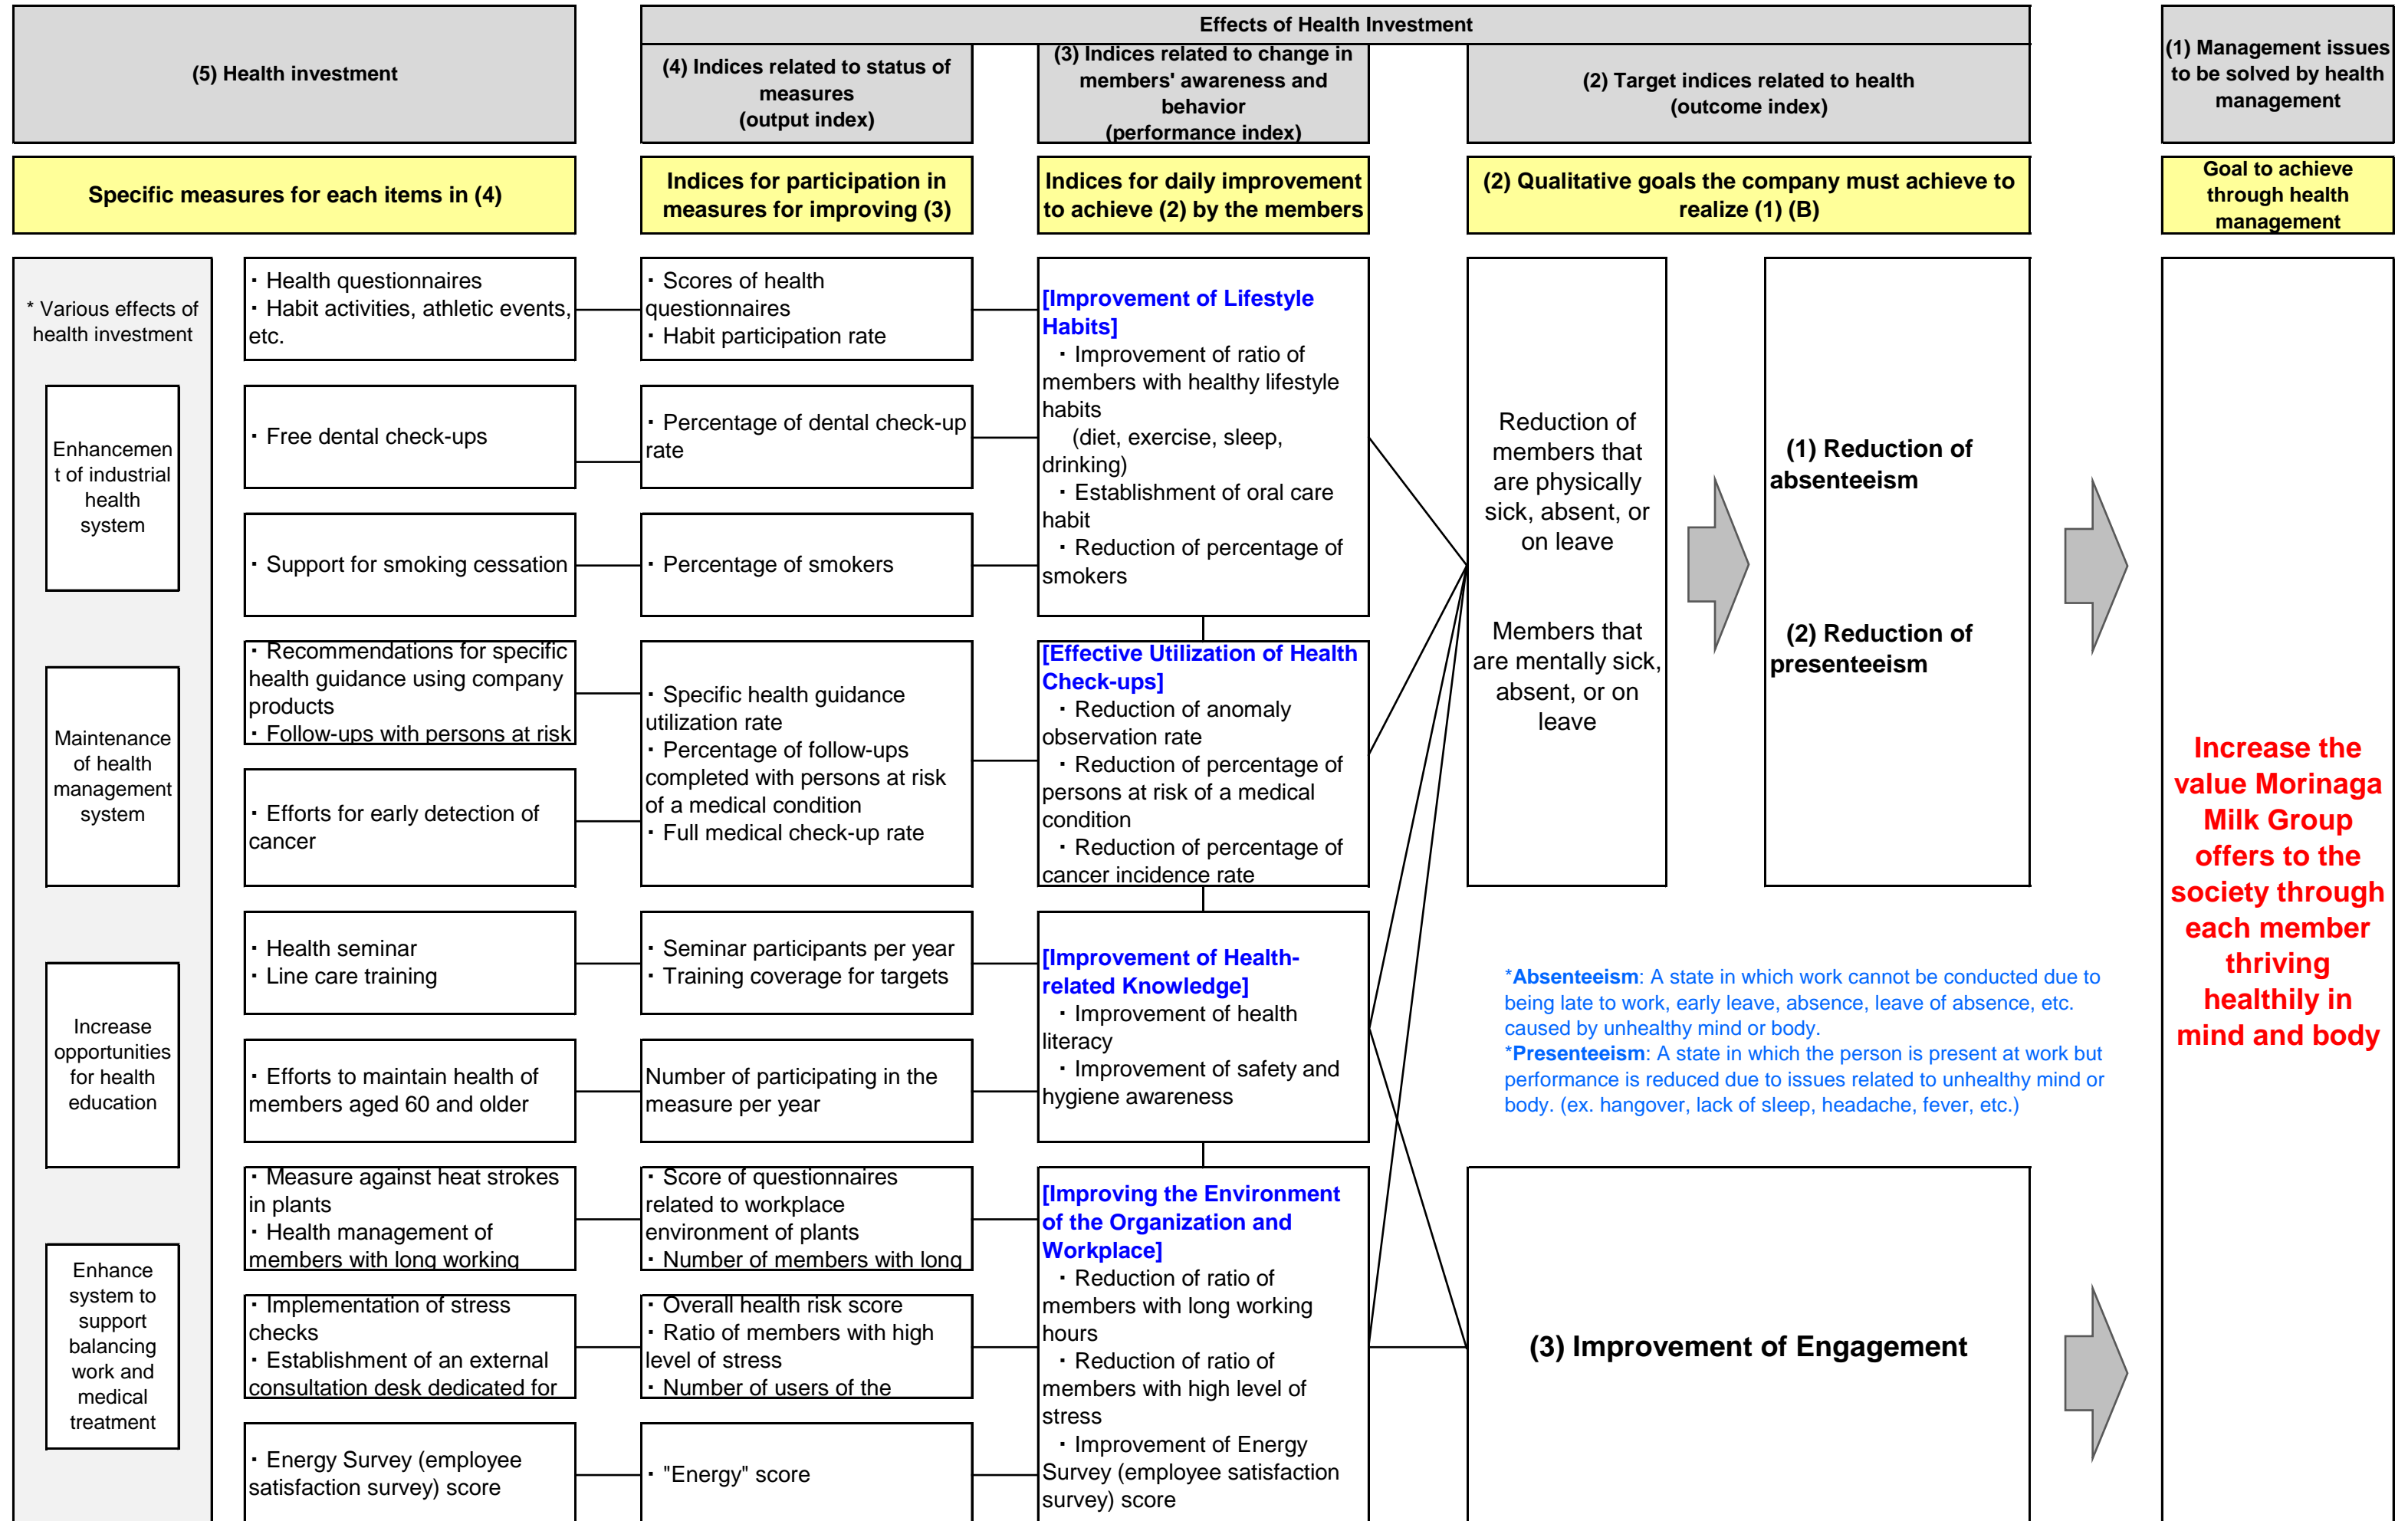 (5) Health investment
Effects of Health Investment
(4) Indices related to status of
measures
(output index)
(3) Indices related to change in
members' awareness and
behavior
(performance index)
(2) Target indices related to health
(outcome index)
(1) Management issues
to be solved by health
management
Specific measures for each items in (4)
Indices for participation in
measures for improving (3)
Indices for daily improvement
to achieve (2) by the members
(2) Qualitative goals the company must achieve to
realize (1) (B)
Goal to achieve
through health
management
* Various effects of
health investment
Enhancemen
t of industrial
health
system
Maintenance
of health
management
system
Increase
opportunities
for health
education
Enhance
system to
support
balancing
work and
medical
treatment
・Health questionnaires
・Habit activities, athletic events,
etc.
・Free dental check-ups
・Support for smoking cessation
・Recommendations for specific
health guidance using company
products
・Follow-ups with persons at risk
・Efforts for early detection of
cancer
・Health seminar
・Line care training
・Efforts to maintain health of
members aged 60 and older
・Measure against heat strokes
in plants
・Health management of
members with long working
・Implementation of stress
checks
・Establishment of an external
consultation desk dedicated for
・Energy Survey (employee
satisfaction survey) score
・Scores of health
questionnaires
・Habit participation rate
・Percentage of dental check-up
rate
・Percentage of smokers
・Specific health guidance
utilization rate
・Percentage of follow-ups
completed with persons at risk
of a medical condition
・Full medical check-up rate
・Seminar participants per year
・Training coverage for targets
Number of participating in the
measure per year
・Score of questionnaires
related to workplace
environment of plants
・Number of members with long
・Overall health risk score
・Ratio of members with high
level of stress
・Number of users of the
・"Energy" score
[Improvement of Lifestyle
Habits]
・Improvement of ratio of
members with healthy lifestyle
habits
(diet, exercise, sleep,
drinking)
・Establishment of oral care
habit
・Reduction of percentage of
smokers
[Effective Utilization of Health
Check-ups]
・Reduction of anomaly
observation rate
・Reduction of percentage of
persons at risk of a medical
condition
・Reduction of percentage of
cancer incidence rate
[Improvement of Health-
related Knowledge]
・Improvement of health
literacy
・Improvement of safety and
hygiene awareness
[Improving the Environment
of the Organization and
Workplace]
・Reduction of ratio of
members with long working
hours
・Reduction of ratio of
members with high level of
stress
・Improvement of Energy
Survey (employee satisfaction
survey) score
Reduction of
members that
are physically
sick, absent, or
on leave
Members that
are mentally sick,
absent, or on
leave
(1) Reduction of
absenteeism
(2) Reduction of
presenteeism
*Absenteeism: A state in which work cannot be conducted due to
being late to work, early leave, absence, leave of absence, etc.
caused by unhealthy mind or body.
*Presenteeism: A state in which the person is present at work but
performance is reduced due to issues related to unhealthy mind or
body. (ex. hangover, lack of sleep, headache, fever, etc.)
(3) Improvement of Engagement
Increase the
value Morinaga
Milk Group
offers to the
society through
each member
thriving
healthily in
mind and body